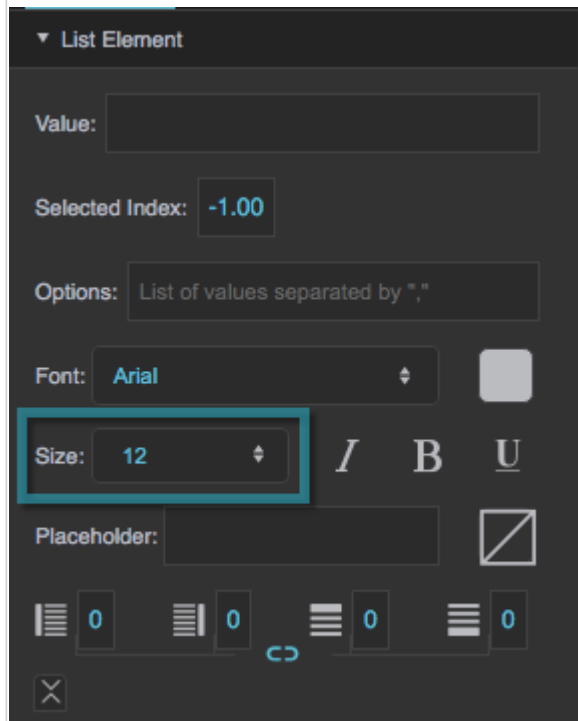 List Element
Value:
Selected Index: -1.00
Options: List of values separated by ","
Font: Arial
Size: 12 I B U
Placeholder:
0 0 0 0